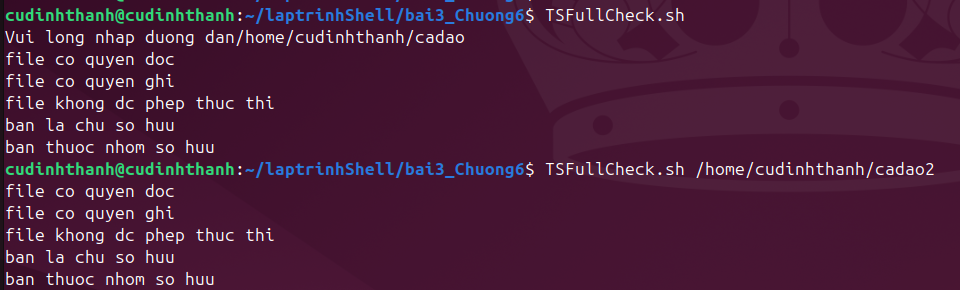 cudinhthanh@cudinhthanh:~/laptrinhShell/bai3_Chuong6$ TSFullCheck.sh
Vui long nhap duong dan/home/cudinhthanh/cadao
file co quyen doc
file co quyen ghi
file khong dc phep thuc thi
ban la chu so huu
ban thuoc nhom so huu
cudinhthanh@cudinhthanh:~/laptrinhShell/bai3_Chuong6$ TSFullCheck.sh /home/cudinhthanh/cadao2
file co quyen doc
file co quyen ghi
file khong dc phep thuc thi
ban la chu so huu
ban thuoc nhom so huu